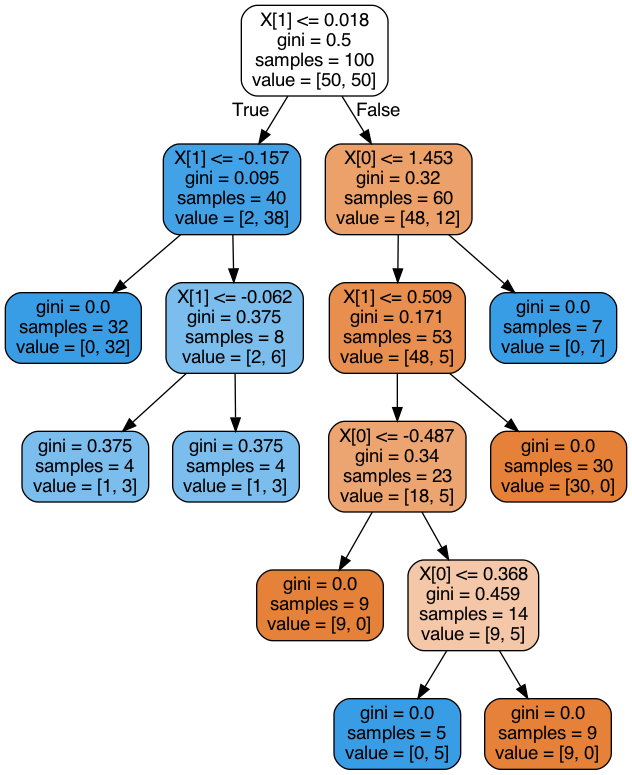 X[1] <= 0.018
gini = 0.5
samples = 100
value = [50, 50]
True
False
X[1] <= -0.157
gini = 0.095
samples = 40
value = [2, 38]
X[0] <= 1.453
gini = 0.32
samples = 60
value = [48, 12]
gini = 0.0
samples = 32
value = [0, 32]
X[1] <= -0.062
gini = 0.375
samples = 8
value = [2, 6]
X[1] <= 0.509
gini = 0.171
samples = 53
value = [48, 5]
gini = 0.0
samples = 7
value = [0, 7]
gini = 0.375
samples = 4
value = [1, 3]
gini = 0.375
samples = 4
value = [1, 3]
X[0] <= -0.487
gini = 0.34
samples = 23
value = [18, 5]
gini = 0.0
samples = 30
value = [30, 0]
gini = 0.0
samples = 9
value = [9, 0]
X[0] <= 0.368
gini = 0.459
samples = 14
value = [9, 5]
gini = 0.0
samples = 5
value = [0, 5]
gini = 0.0
samples = 9
value = [9, 0]